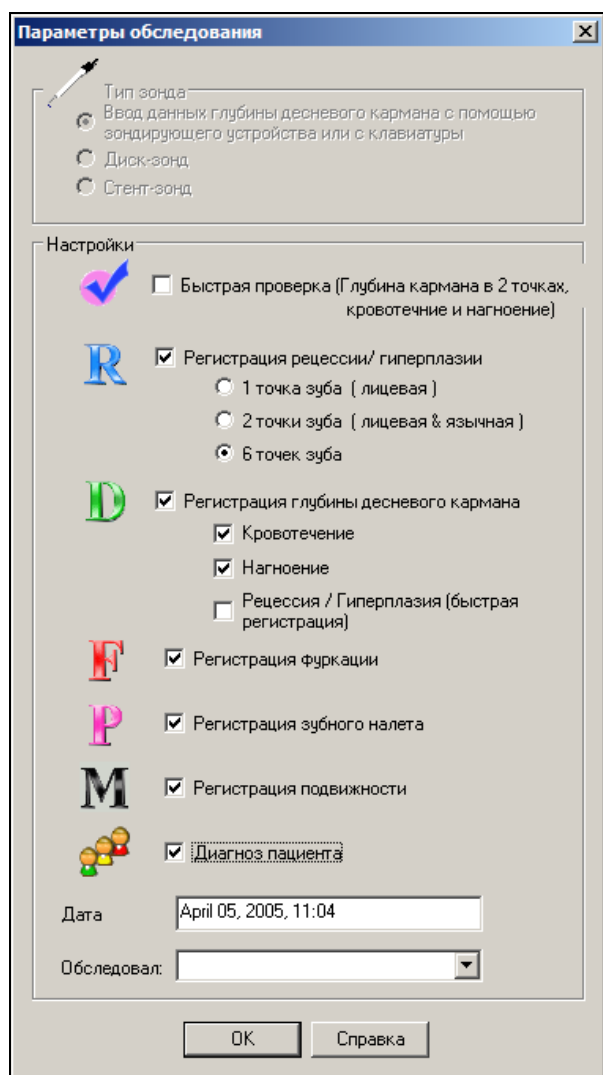 Параметры обследования
Тип зонда
Ввод данных глубины десневого кармана с помощью
зондирующего устройства или с клавиатуры
Диск-зонд
Стент-зонд
Настройки
Быстрая проверка (Глубина кармана в 2 точках,
кровотечние и нагноение)
R Регистрация рецессии/ гиперплазии
1 точка зуба ( лицевая )
2 точки зуба ( лицевая & язычная )
6 точек зуба
D Регистрация глубины десневого кармана
Кровотечение
Нагноение
Рецессия / Гиперплазия (быстрая
регистрация)
F Регистрация фуркации
P Регистрация зубного налета
M Регистрация подвижности
Диагноз пациента
Дата April 05, 2005, 11:04
Обследовал:
OK Справка